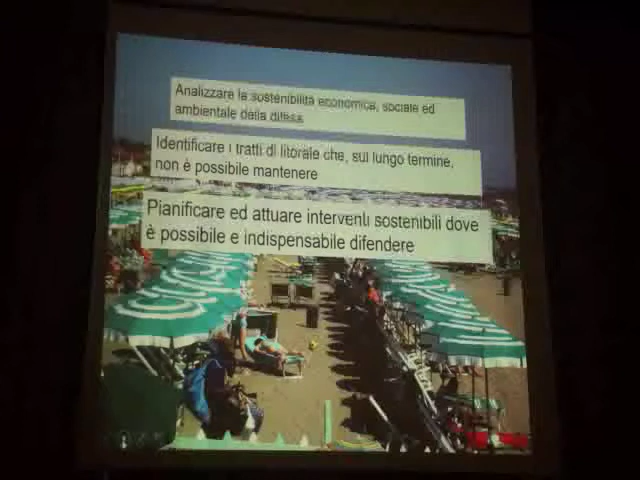 Analizzare la sostenibilità economica, sociale ed
ambientale della difesa
Identificare i tratti di litorale che, sul lungo termine,
non è possibile mantenere
Pianificare ed attuare interventi sostenibili dove
è possibile e indispensabile difendere